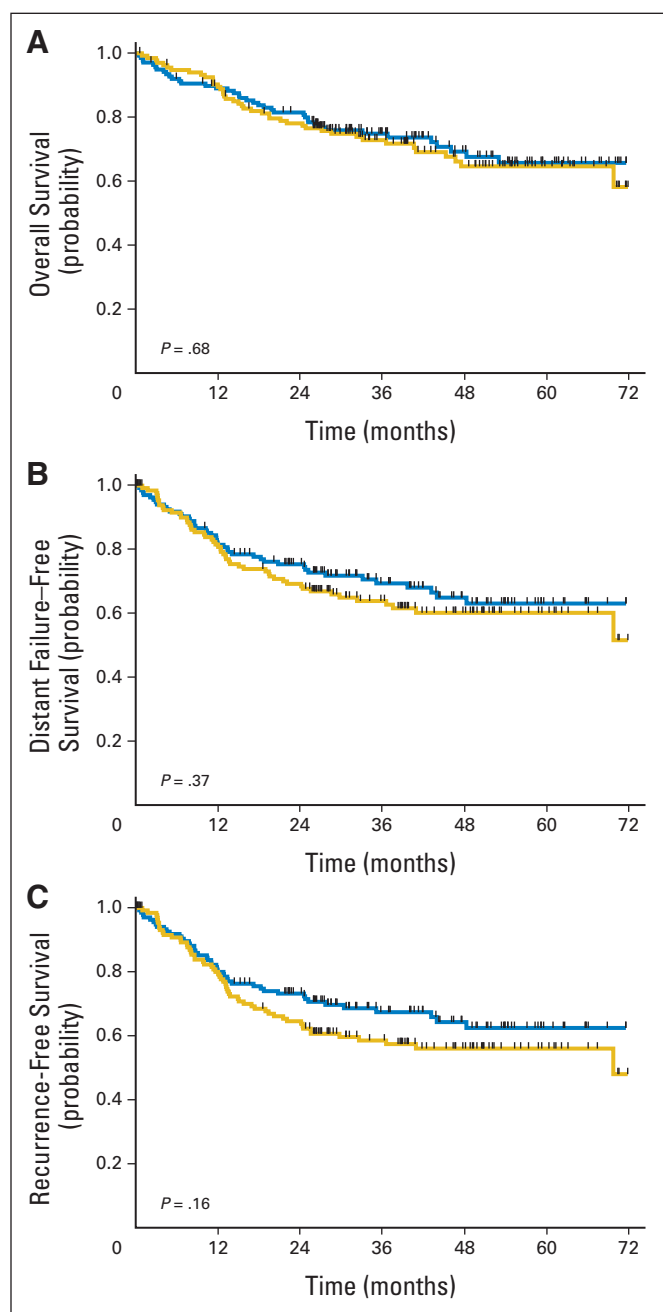 A
Overall Survival
(probability)
1.0
0.8
0.6
0.4
0.2
P = .68
0 12 24 36 48 60 72
Time (months)
B
Distant Failure–Free
Survival (probability)
1.0
0.8
0.6
0.4
0.2
P = .37
0 12 24 36 48 60 72
Time (months)
C
Recurrence-Free Survival
(probability)
1.0
0.8
0.6
0.4
0.2
P = .16
0 12 24 36 48 60 72
Time (months)